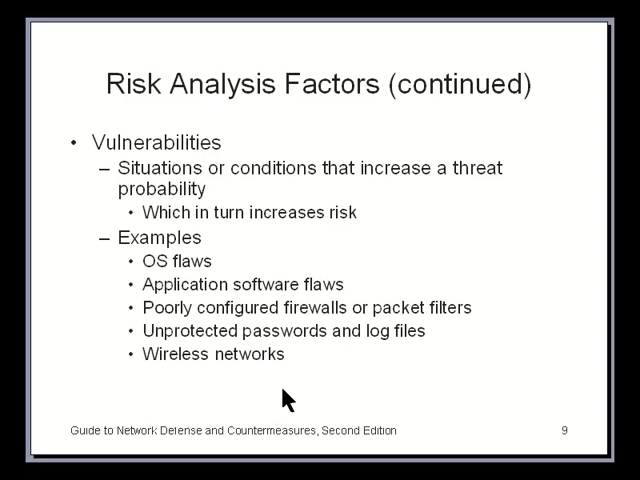 Risk Analysis Factors (continued)
• Vulnerabilities
– Situations or conditions that increase a threat
probability
• Which in turn increases risk
– Examples
• OS flaws
• Application software flaws
• Poorly configured firewalls or packet filters
• Unprotected passwords and log files
• Wireless networks
Guide to Network Defense and Countermeasures, Second Edition 9